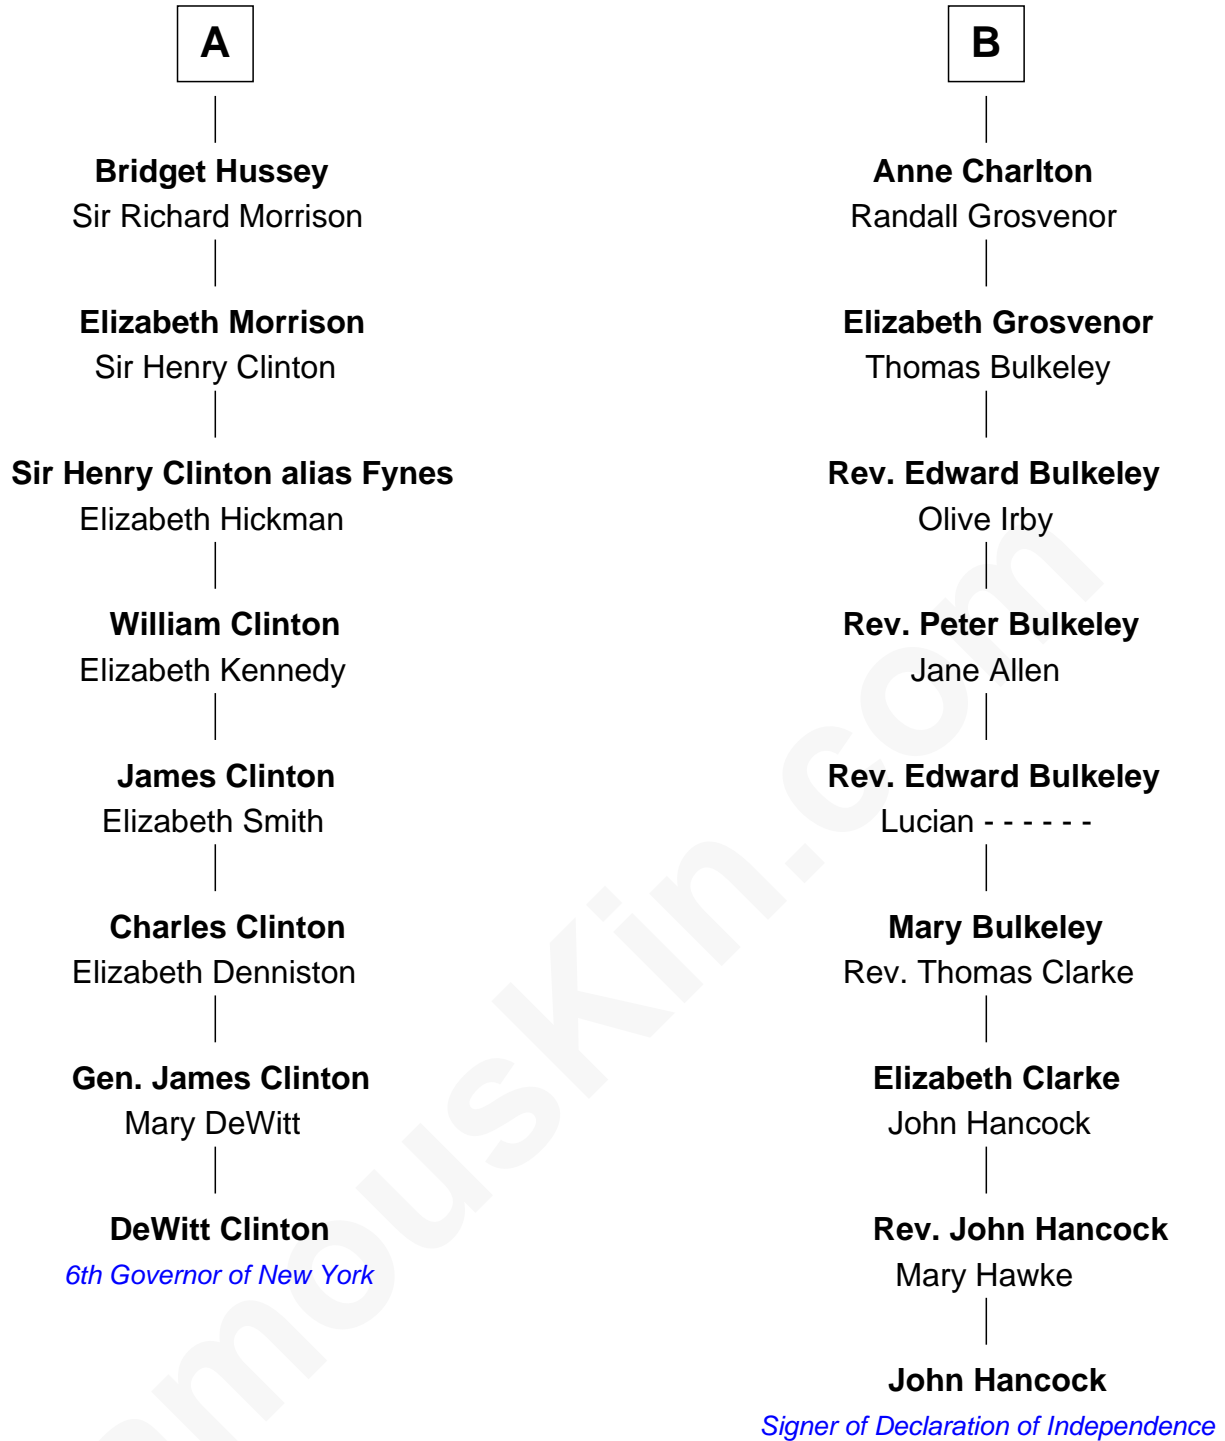 A
Bridget Hussey
Sir Richard Morrison
Elizabeth Morrison
Sir Henry Clinton
Sir Henry Clinton alias Fynes
Elizabeth Hickman
William Clinton
Elizabeth Kennedy
James Clinton
Elizabeth Smith
Charles Clinton
Elizabeth Denniston
Gen. James Clinton
Mary DeWitt
DeWitt Clinton
6th Governor of New York
B
Anne Charlton
Randall Grosvenor
Elizabeth Grosvenor
Thomas Bulkeley
Rev. Edward Bulkeley
Olive Irby
Rev. Peter Bulkeley
Jane Allen
Rev. Edward Bulkeley
Lucian - - - - - -
Mary Bulkeley
Rev. Thomas Clarke
Elizabeth Clarke
John Hancock
Rev. John Hancock
Mary Hawke
John Hancock
Signer of Declaration of Independence
amousKin.com